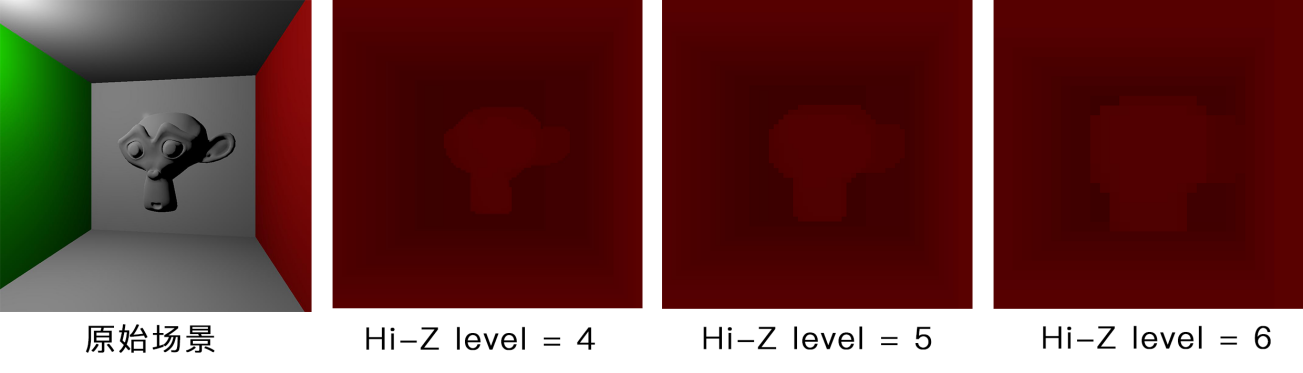 原始场景
Hi-Z level = 4
Hi-Z level = 5
Hi-Z level = 6